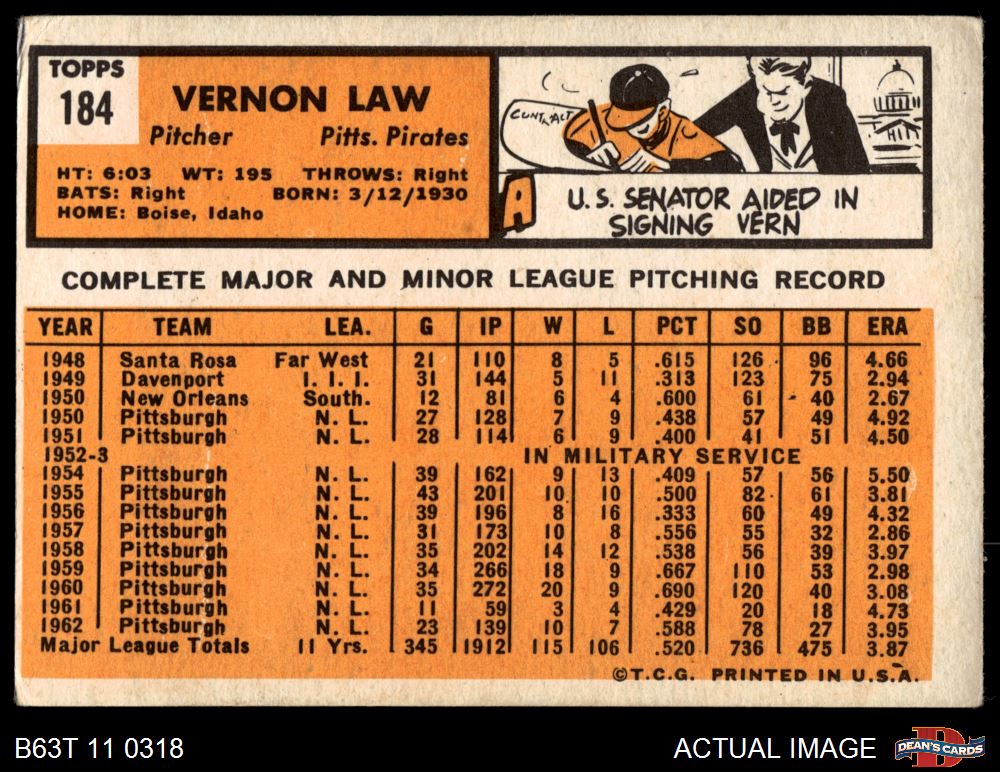 TOPPS
184
VERNON LAW
Pitcher Pitts. Pirates
HT: 6:03 WT: 195 THROWS: Right
BATS: Right BORN: 3/12/1930
HOME: Boise, Idaho
CONTRACT
A
U.S. SENATOR AIDED IN
SIGNING VERN
COMPLETE MAJOR AND MINOR LEAGUE PITCHING RECORD
YEAR TEAM LEA. G IP W L PCT SO BB ERA
1948 Santa Rosa Far West 21 110 8 5 .615 126 96 4.66
1949 Davenport I. I. I. 31 144 5 11 .313 123 75 2.94
1950 New Orleans South. 12 81 6 4 .600 61 40 2.67
1950 Pittsburgh N. L. 27 128 7 9 .438 57 49 4.92
1951 Pittsburgh N. L. 28 114 6 9 .400 41 51 4.50
1952-3 IN MILITARY SERVICE
1954 Pittsburgh N. L. 39 162 9 13 .409 57 56 5.50
1955 Pittsburgh N. L. 43 201 10 10 .500 82 61 3.81
1956 Pittsburgh N. L. 39 196 8 16 .333 60 49 4.32
1957 Pittsburgh N. L. 31 173 10 8 .556 55 32 2.86
1958 Pittsburgh N. L. 35 202 14 12 .538 56 39 3.97
1959 Pittsburgh N. L. 34 266 18 9 .667 110 53 2.98
1960 Pittsburgh N. L. 35 272 20 9 .690 120 40 3.08
1961 Pittsburgh N. L. 11 59 3 4 .429 20 18 4.73
1962 Pittsburgh N. L. 23 139 10 7 .588 78 27 3.95
Major League Totals 11 Yrs. 345 1912 115 106 .520 736 475 3.87
©T.C.G. PRINTED IN U.S.A.
B63T 11 0318 ACTUAL IMAGE DEAN'S CARDS